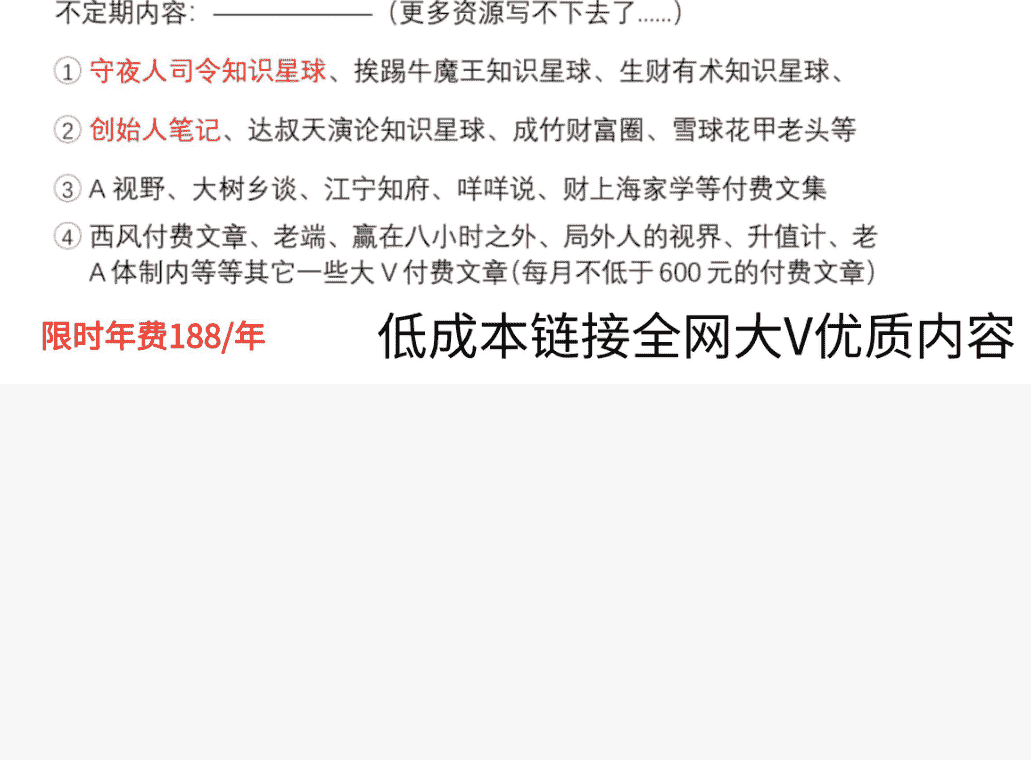 不定期内容：————————（更多资源写不下去了......）
① 守夜人司令知识星球、挨踢牛魔王知识星球、生财有术知识星球、
② 创始人笔记、达叔天演论知识星球、成竹财富圈、雪球花甲老头等
③ A 视野、大树乡谈、江宁知府、咩咩说、财上海家学等付费文集
④ 西风付费文章、老端、赢在八小时之外、局外人的视界、升值计、老
A 体制内等等其它一些大 V 付费文章（每月不低于 600 元的付费文章）
限时年费188/年
低成本链接全网大V优质内容